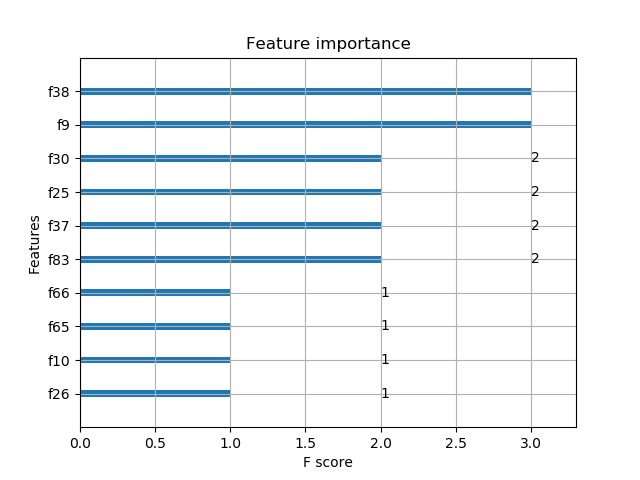 Feature importance
f38
f9
f30 2
f25 2
f37 2
f83 2
f66 1
f65 1
f10 1
f26 1
Features
0.0 0.5 1.0 1.5 2.0 2.5 3.0
F score